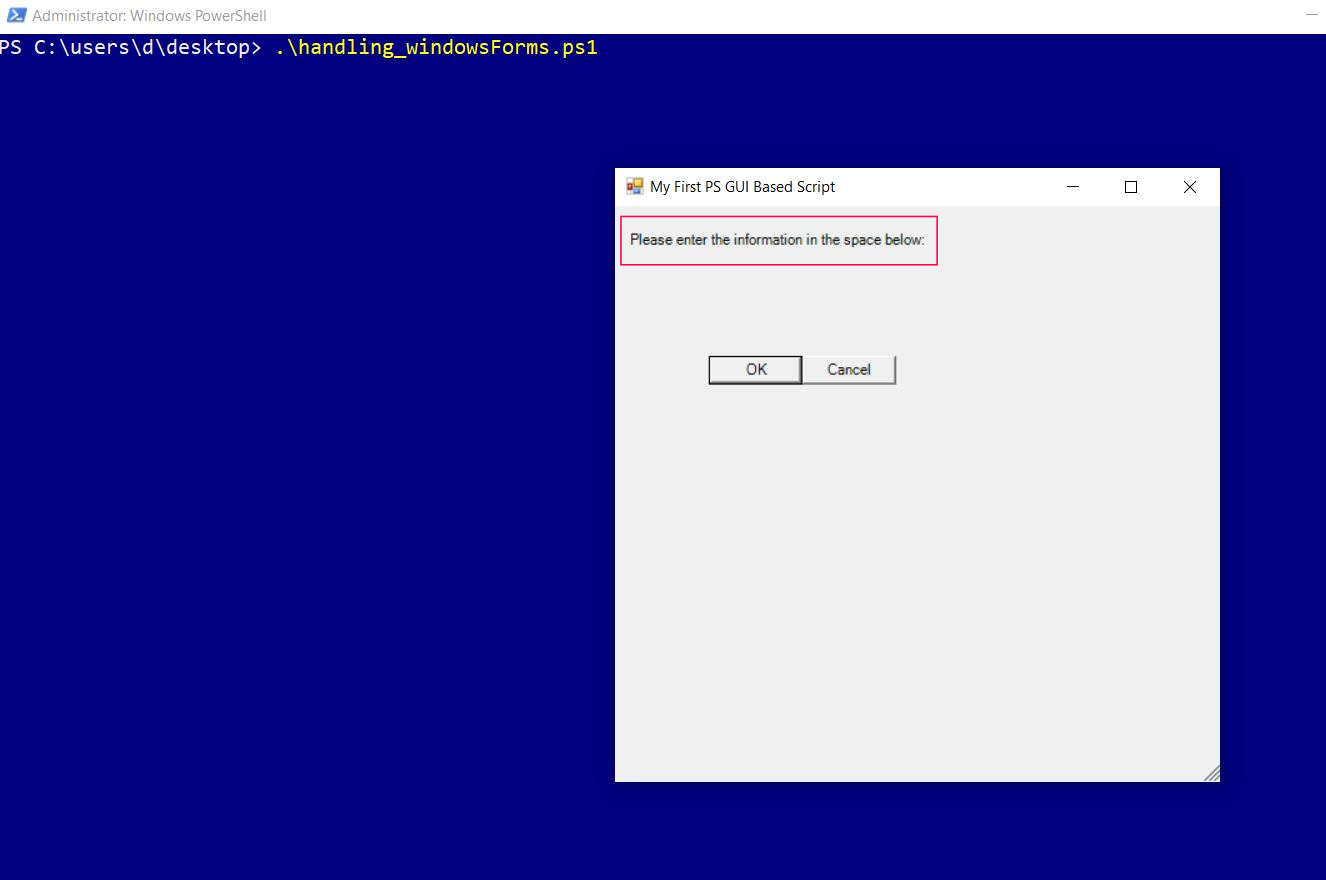 Administrator: Windows PowerShell
PS C:\users\d\desktop> .\handling_windowsForms.ps1
My First PS GUI Based Script
Please enter the information in the space below:
OK Cancel